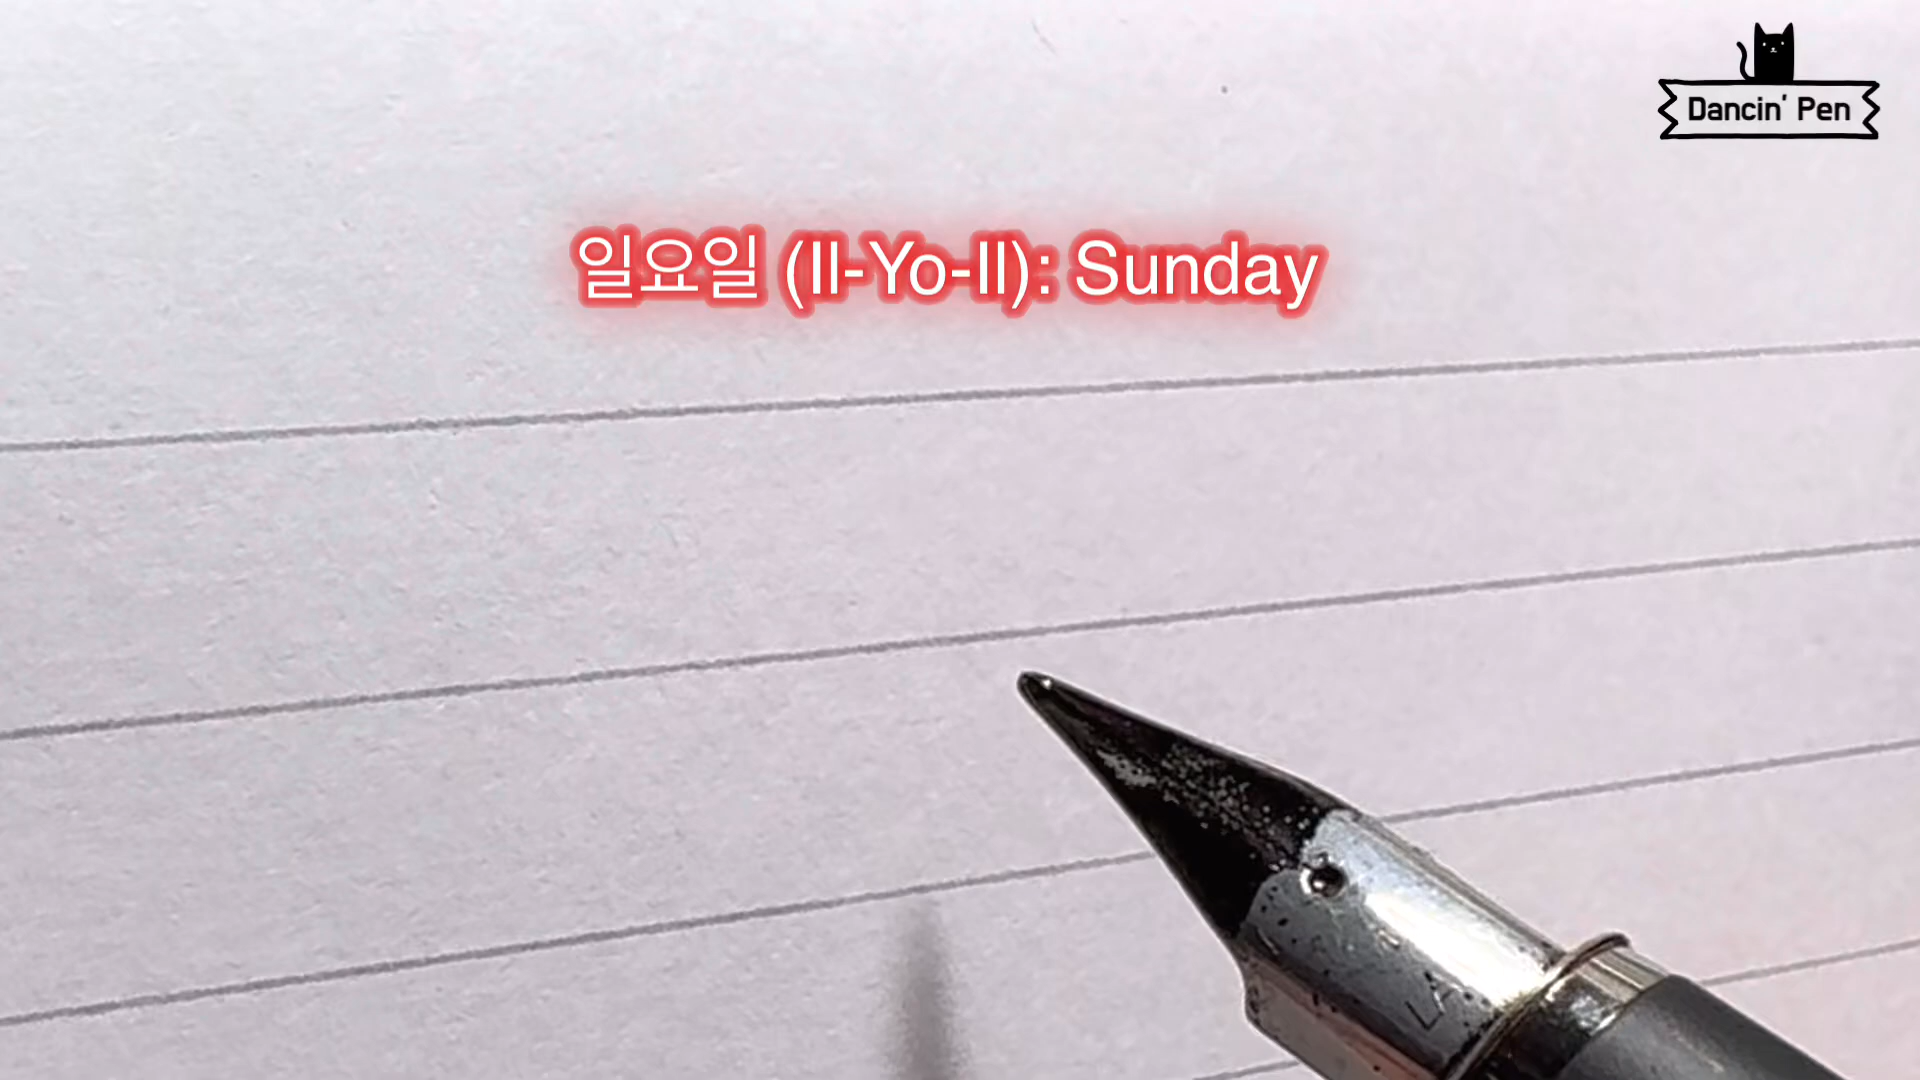 Dancin' Pen
일요일 (Il-Yo-Il): Sunday